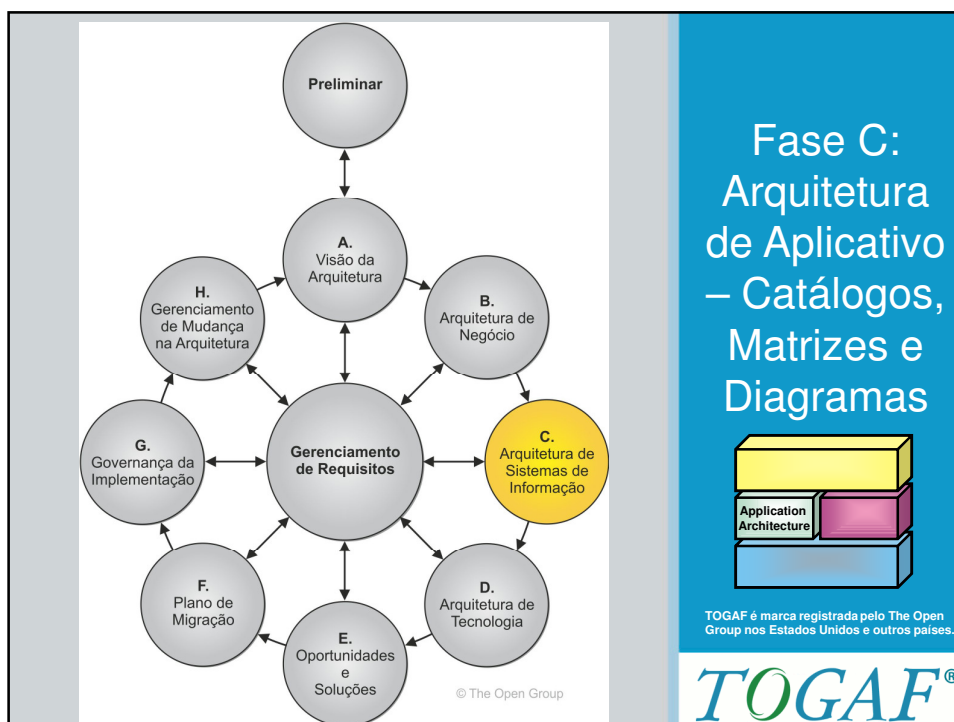 Preliminar
A.
Visão da
Arquitetura
B.
Arquitetura de
Negócio
C.
Arquitetura de
Sistemas de
Informação
D.
Arquitetura de
Tecnologia
E.
Oportunidades
e
Soluções
F.
Plano de
Migração
G.
Governança da
Implementação
H.
Gerenciamento
de Mudança
na Arquitetura
Gerenciamento
de Requisitos
© The Open Group
Fase C:
Arquitetura
de Aplicativo
– Catálogos,
Matrizes e
Diagramas
Application
Architecture
TOGAF é marca registrada pelo The Open
Group nos Estados Unidos e outros países.
TOGAF®